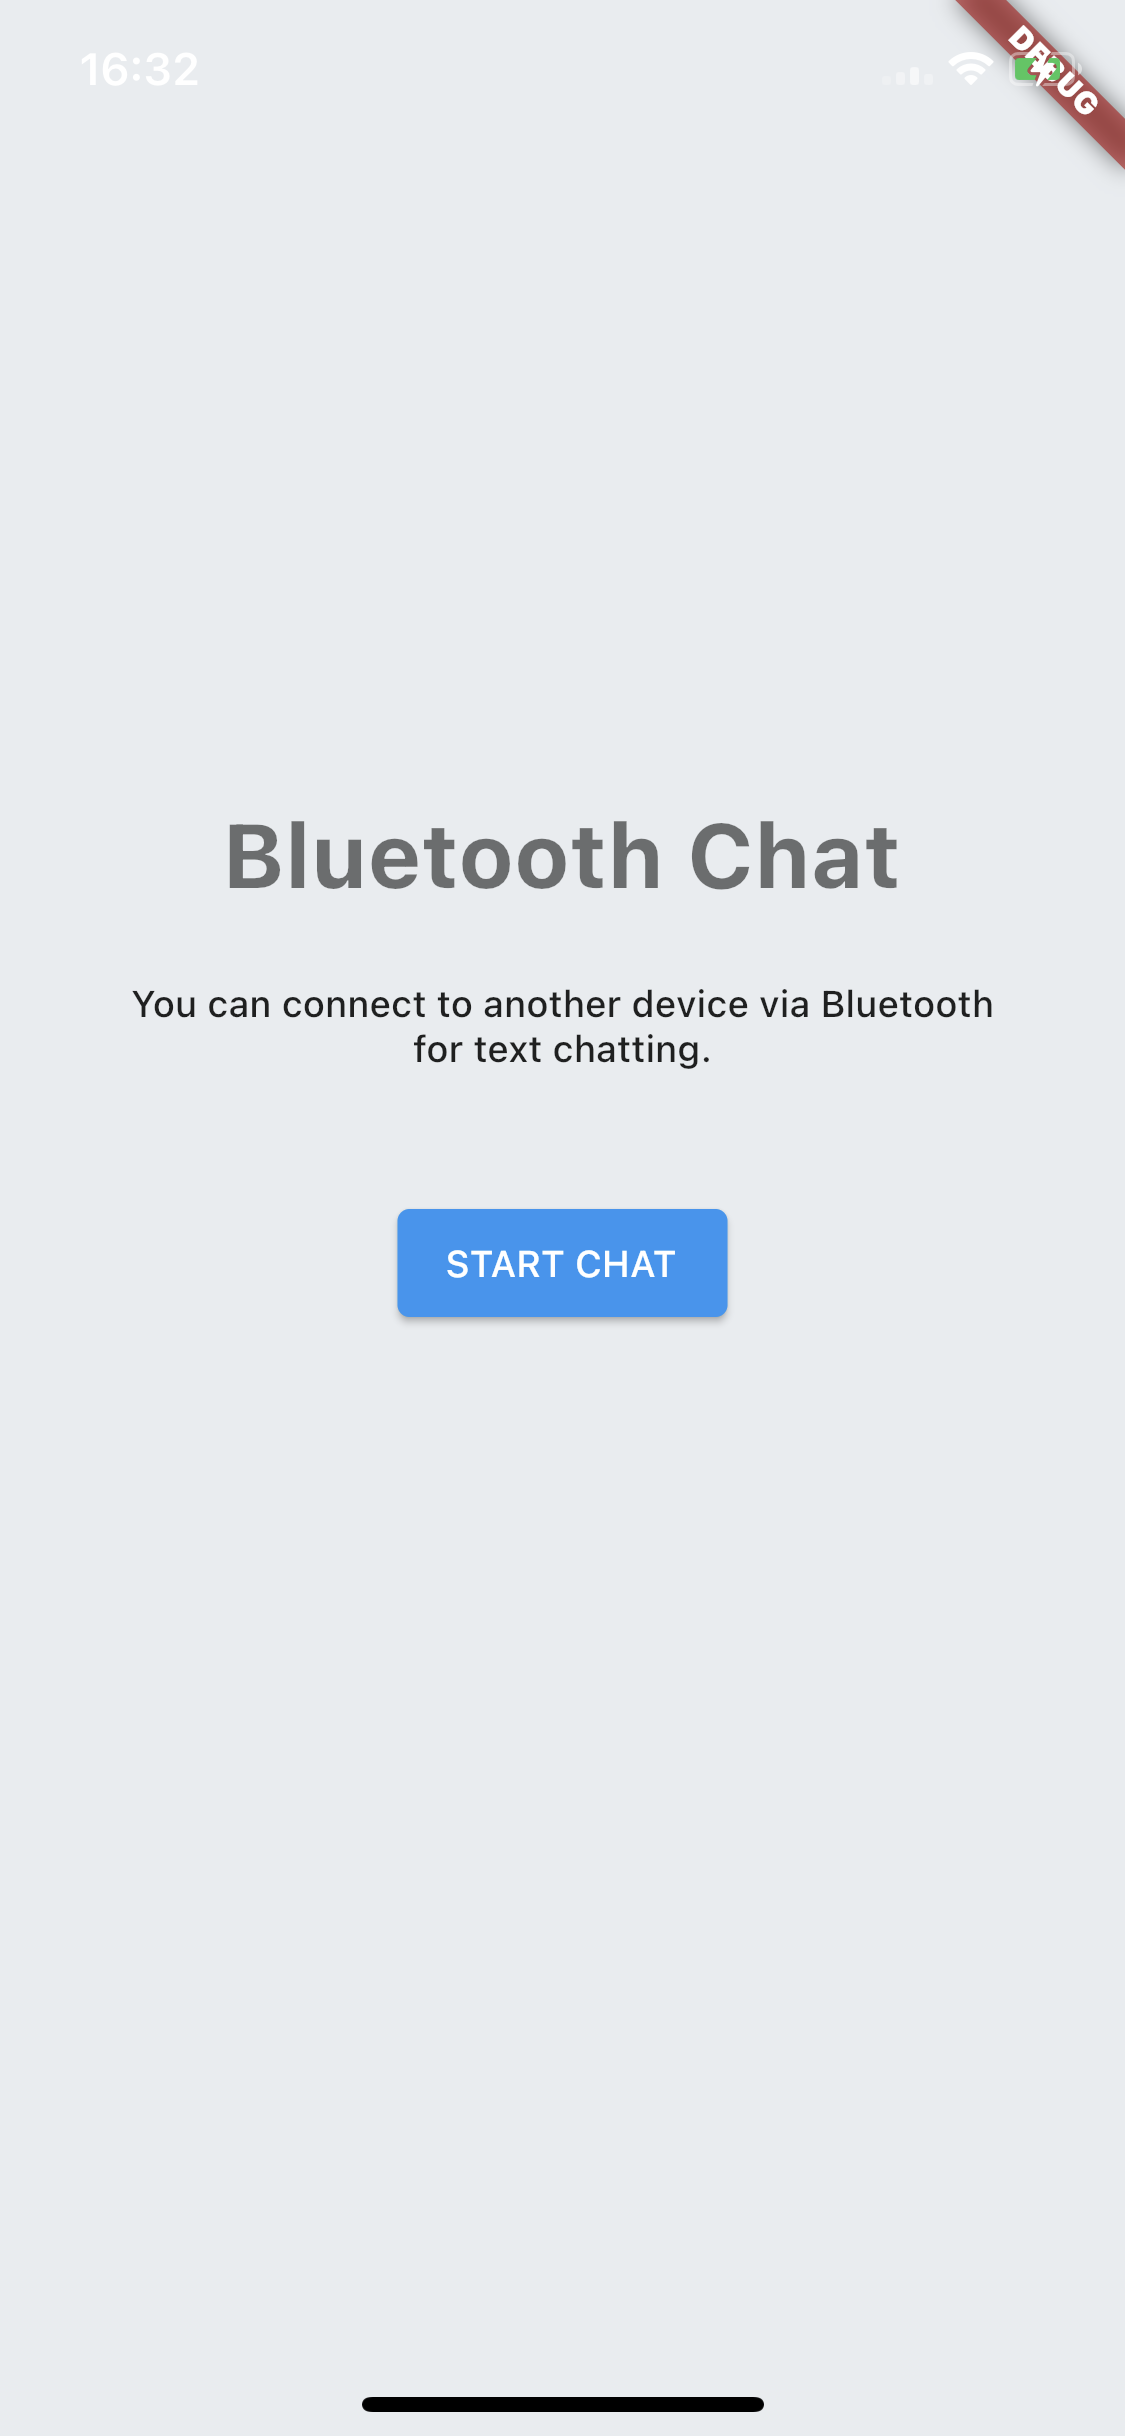 16:32
DEBUG
Bluetooth Chat
You can connect to another device via Bluetooth
for text chatting.
START CHAT